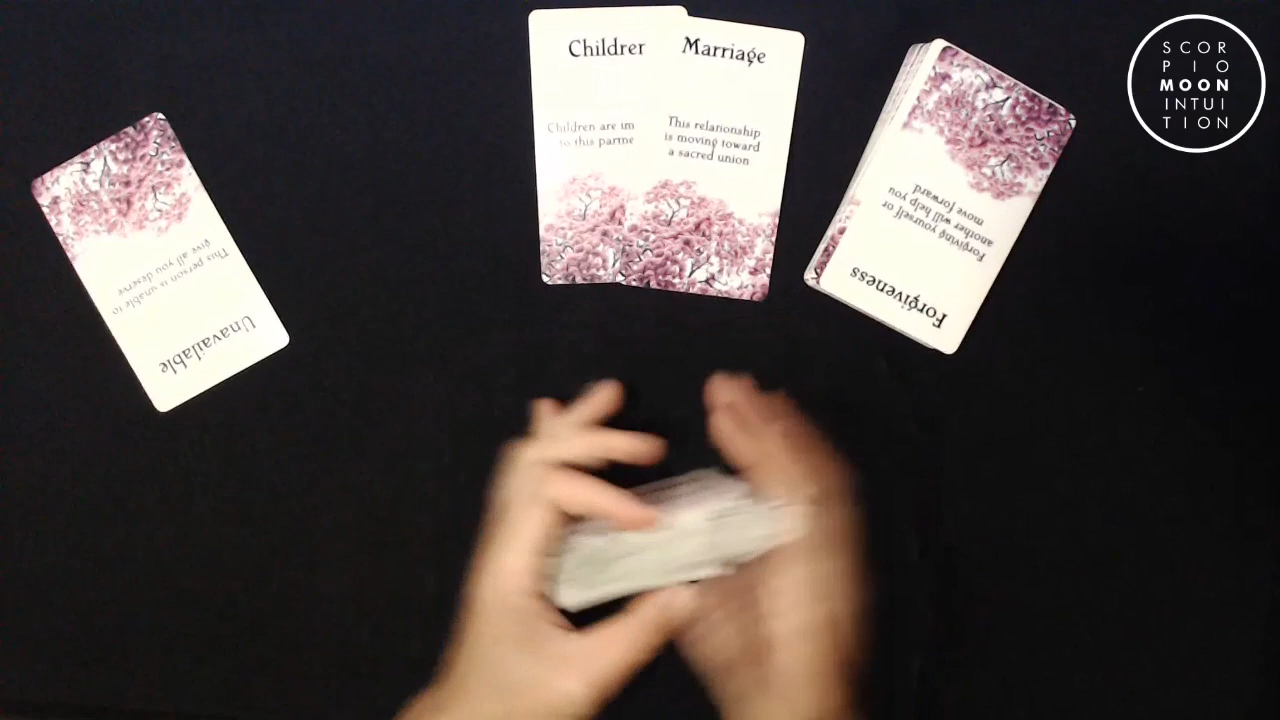 Unavailable
This person is unable to
give all you deserve
Childrer
Children are im
to this partne
Marriage
This relationship
is moving toward
a sacred union
Forgiveness
Forgiving yourself or
another will help you
move forward
SCOR
PIO
MOON
INTUI
TION